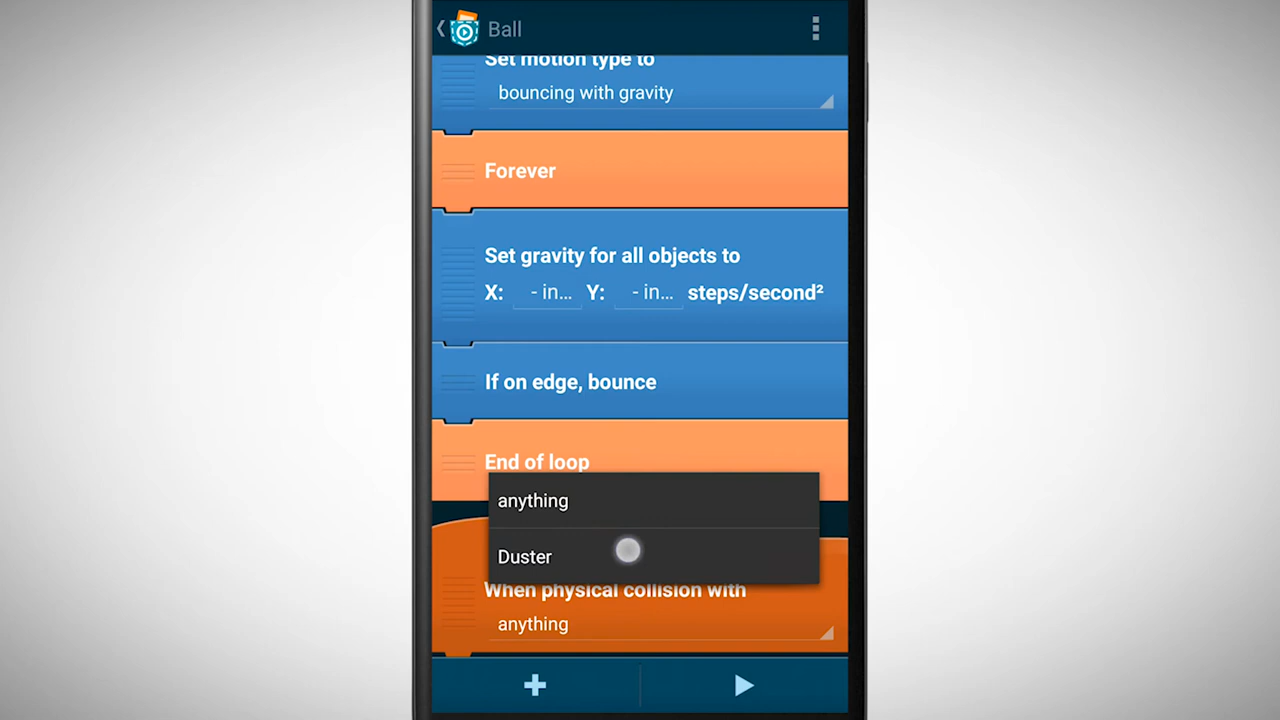 Ball
Set motion type to
bouncing with gravity
Forever
Set gravity for all objects to
X: - in... Y: - in... steps/second²
If on edge, bounce
End of loop
anything
Duster
When physical collision with
anything